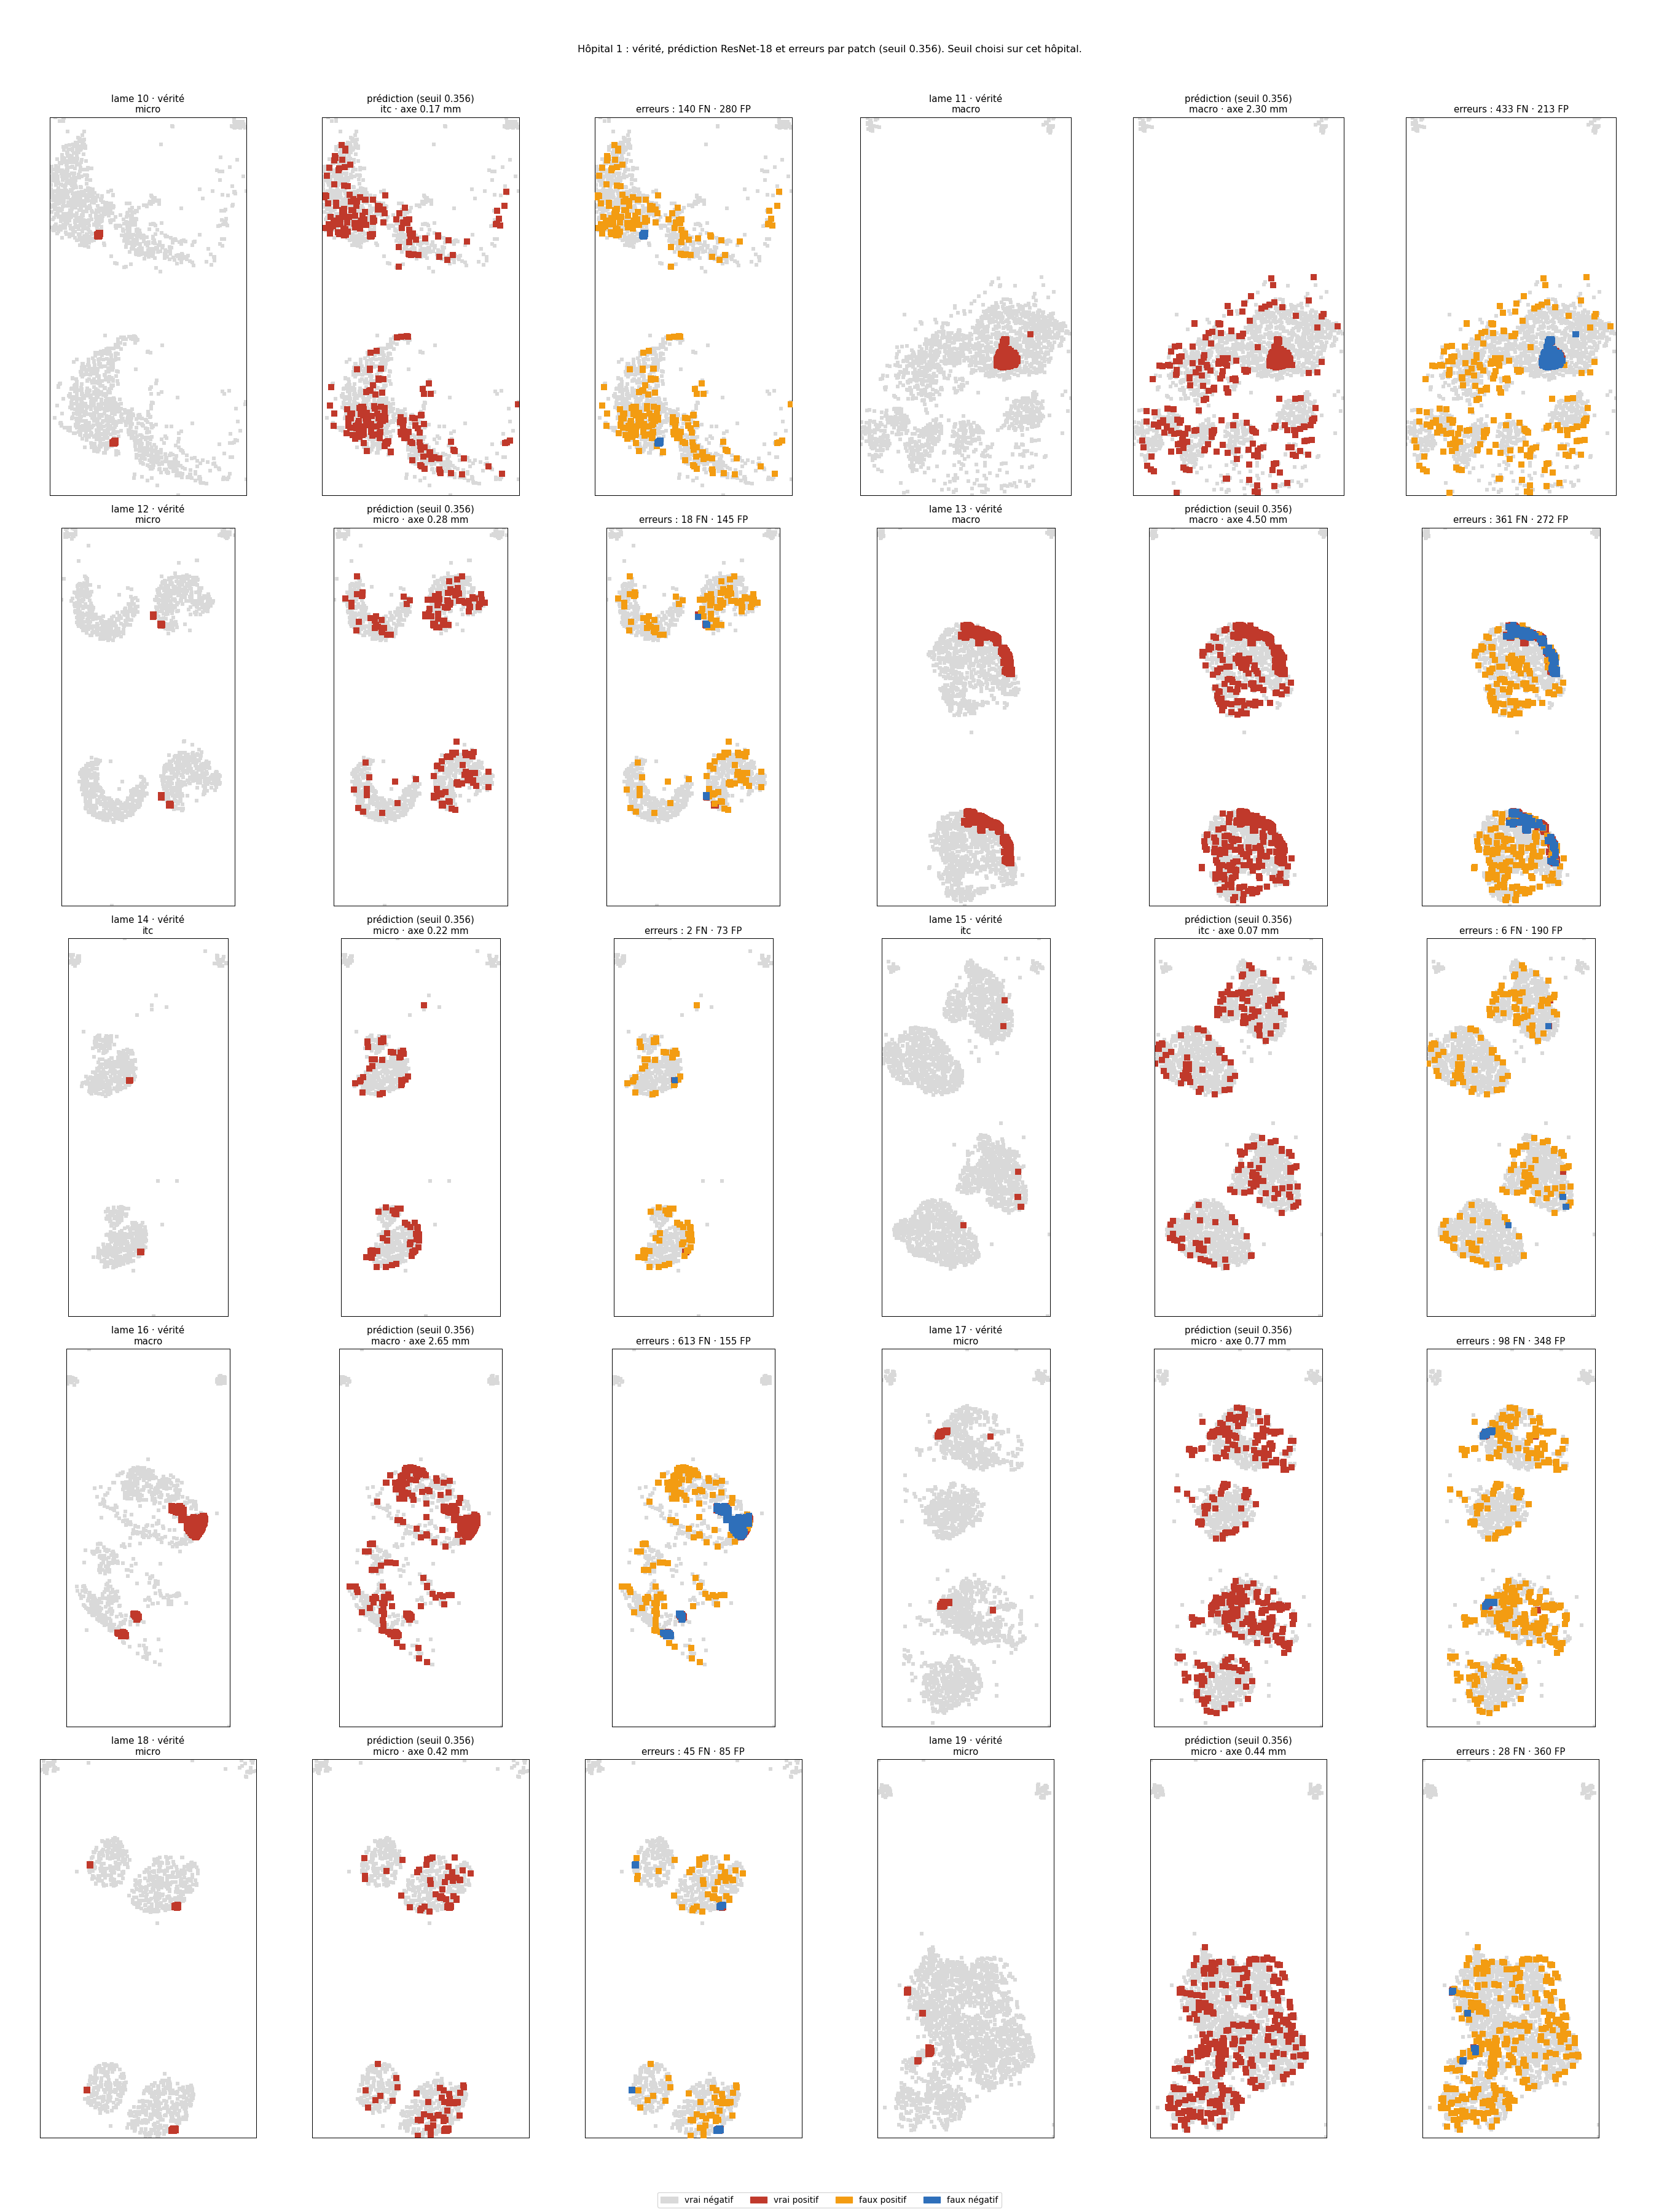 Hôpital 1 : vérité, prédiction ResNet-18 et erreurs par patch (seuil 0.356). Seuil choisi sur cet hôpital.
lame 10 · vérité
micro
prédiction (seuil 0.356)
itc · axe 0.17 mm
erreurs : 140 FN · 280 FP
lame 11 · vérité
macro
prédiction (seuil 0.356)
macro · axe 2.30 mm
erreurs : 433 FN · 213 FP
lame 12 · vérité
micro
prédiction (seuil 0.356)
micro · axe 0.28 mm
erreurs : 18 FN · 145 FP
lame 13 · vérité
macro
prédiction (seuil 0.356)
macro · axe 4.50 mm
erreurs : 361 FN · 272 FP
lame 14 · vérité
itc
prédiction (seuil 0.356)
micro · axe 0.22 mm
erreurs : 2 FN · 73 FP
lame 15 · vérité
itc
prédiction (seuil 0.356)
itc · axe 0.07 mm
erreurs : 6 FN · 190 FP
lame 16 · vérité
macro
prédiction (seuil 0.356)
macro · axe 2.65 mm
erreurs : 613 FN · 155 FP
lame 17 · vérité
micro
prédiction (seuil 0.356)
micro · axe 0.77 mm
erreurs : 98 FN · 348 FP
lame 18 · vérité
micro
prédiction (seuil 0.356)
micro · axe 0.42 mm
erreurs : 45 FN · 85 FP
lame 19 · vérité
micro
prédiction (seuil 0.356)
micro · axe 0.44 mm
erreurs : 28 FN · 360 FP
vrai négatif
vrai positif
faux positif
faux négatif